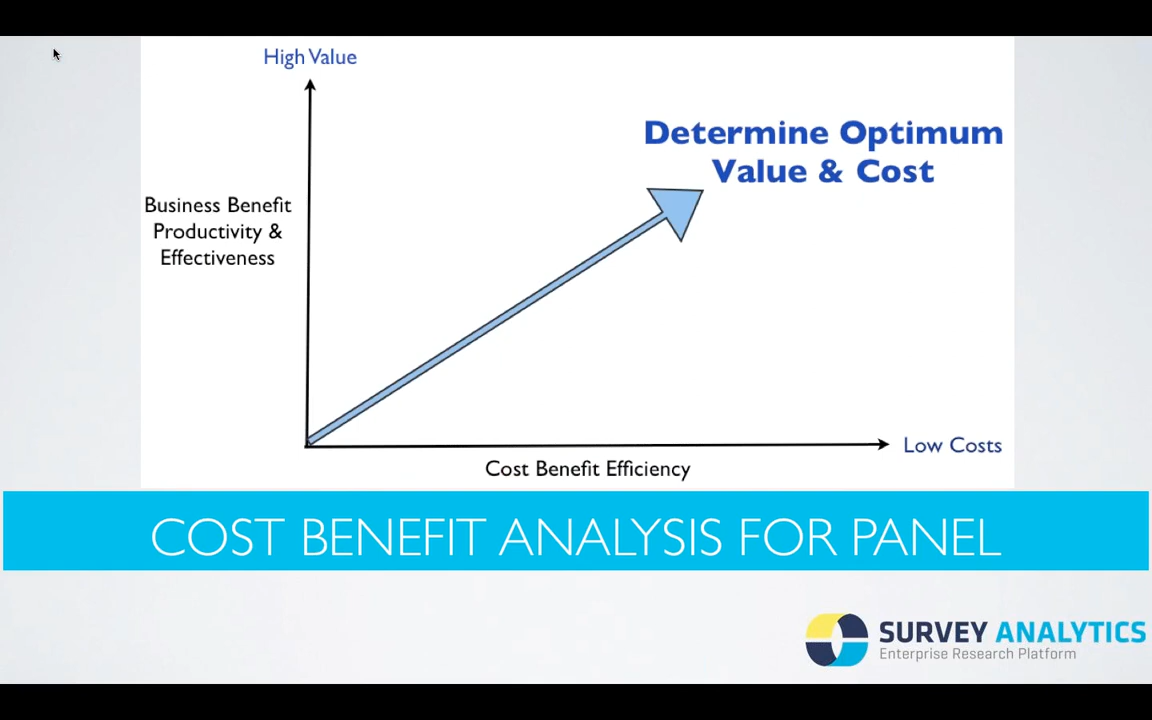 High Value
Determine Optimum
Value & Cost
Business Benefit
Productivity &
Effectiveness
Low Costs
Cost Benefit Efficiency
COST BENEFIT ANALYSIS FOR PANEL
SURVEY ANALYTICS
Enterprise Research Platform